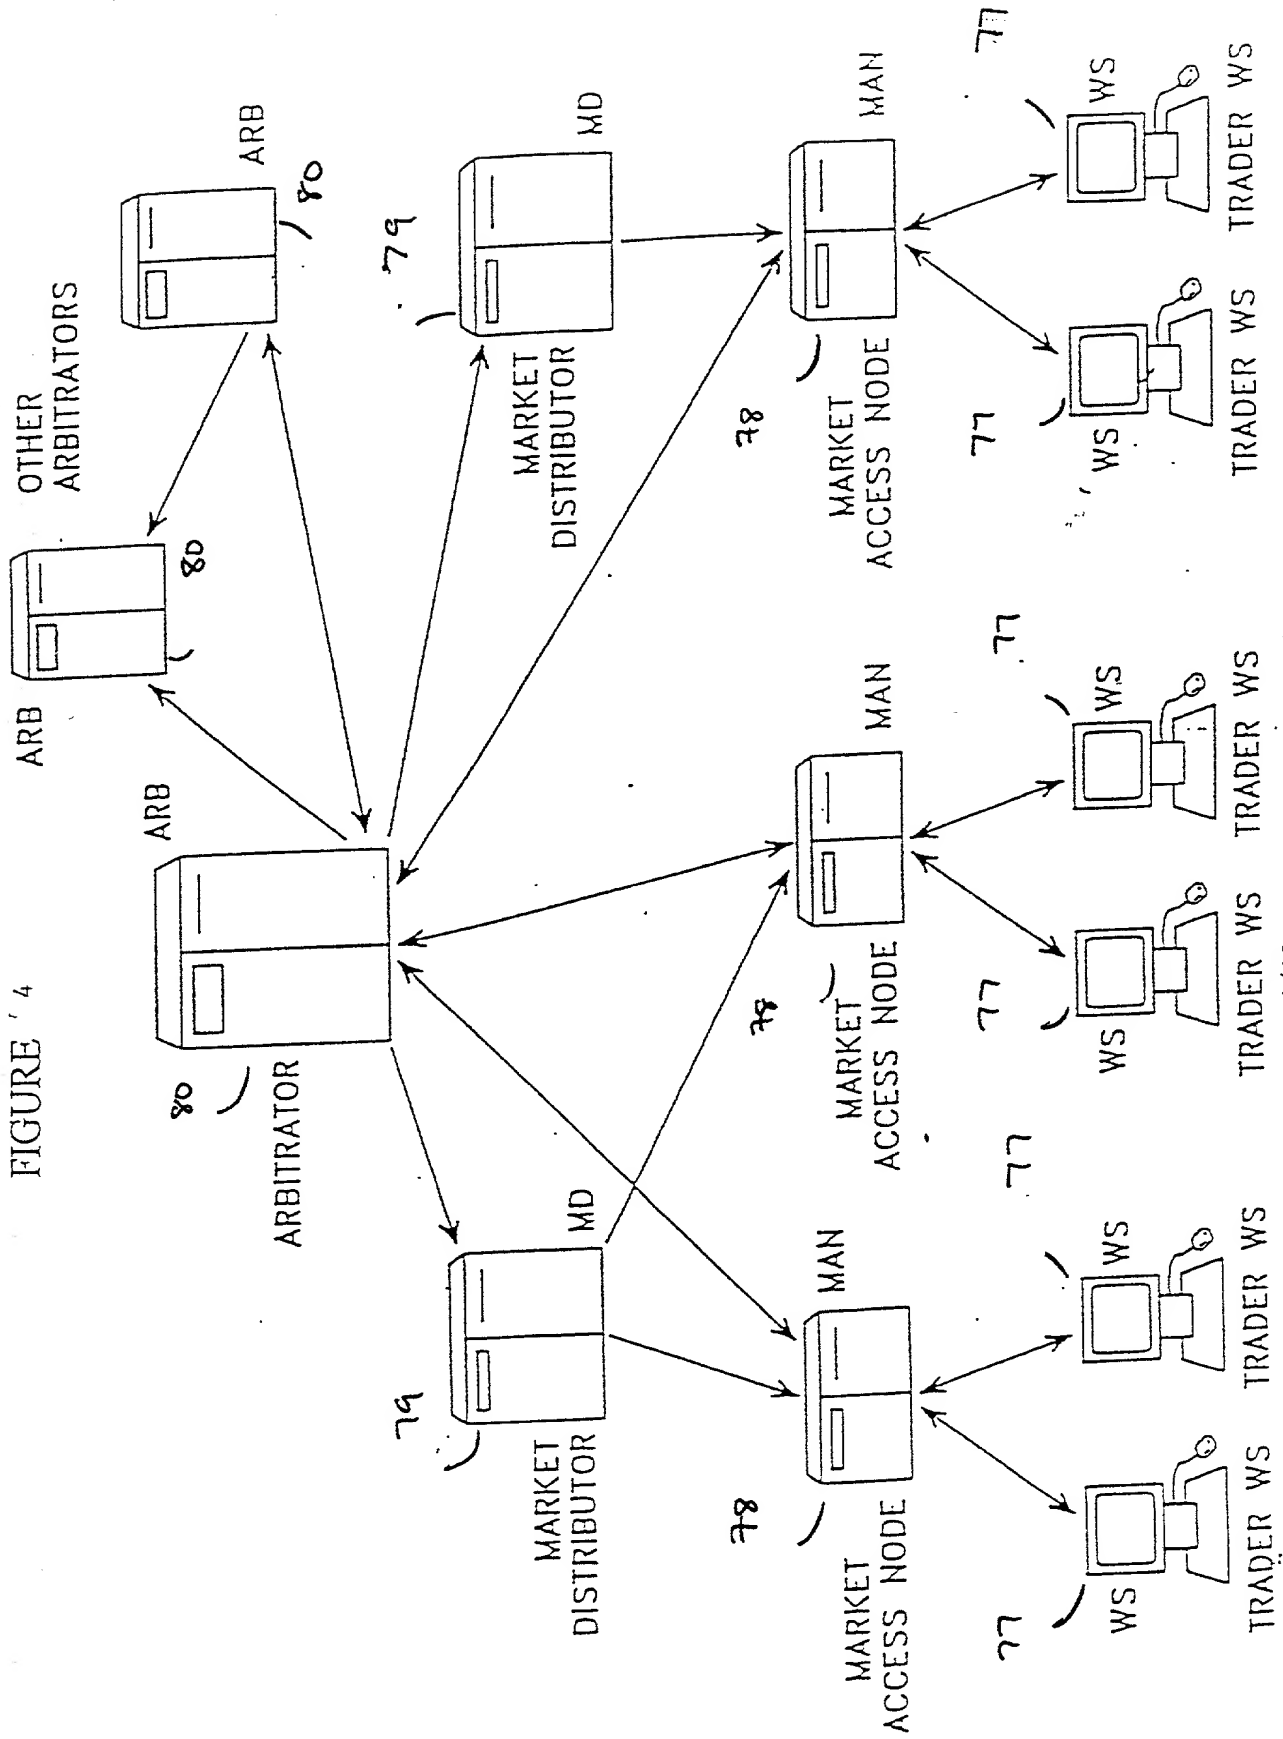 FIGURE 4
OTHER
ARBITRATORS
ARB
ARB
80
80
ARB
80
ARBITRATOR
79
79
MARKET
DISTRIBUTOR
MD
MARKET
DISTRIBUTOR
MD
78
78
78
MARKET
ACCESS NODE
MAN
MARKET
ACCESS NODE
MAN
MARKET
ACCESS NODE
MAN
77
77
77
77
77
77
WS
WS
WS
WS
WS
WS
TRADER WS
TRADER WS
TRADER WS
TRADER WS
TRADER WS
TRADER WS